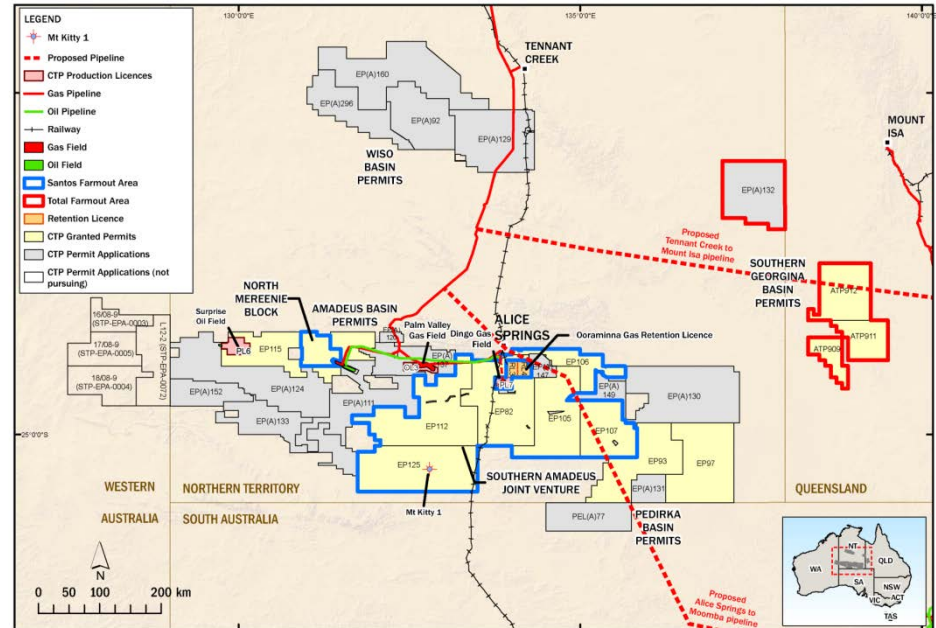 130°0'0"E
135°0'0"E
140°0'0"E
LEGEND
Mt Kitty 1
Proposed Pipeline
CTP Production Licences
Gas Pipeline
Oil Pipeline
Railway
Gas Field
Oil Field
Santos Farmout Area
Total Farmout Area
Retention Licence
CTP Granted Permits
CTP Permit Applications
CTP Permit Applications (not
pursuing)
TENNANT
CREEK
EP(A)160
EP(A)296
EP(A)92
EP(A)129
WISO
BASIN
PERMITS
MOUNT
ISA
EP(A)132
Proposed
Tennant Creek to
Mount Isa pipeline
SOUTHERN
GEORGINA
BASIN
PERMITS
ATP912
ATP911
ATP909
NORTH
MEREENIE
BLOCK
AMADEUS BASIN
PERMITS
Palm Valley
Gas Field
Dingo Gas
Field
ALICE
SPRINGS
Ooraminna Gas Retention Licence
16/08-9
(STP-EPA-0003)
17/08-9
(STP-EPA-0005)
18/08-9
(STP-EPA-0004)
L12-2 (STP-EPA-0072)
Surprise
Oil Field
PL6
EP115
OL3
RL7
147
EP106
EP(A)
149
EP(A)130
EP(A)152
EP(A)124
EP(A)111
EP(A)133
EP112
EP82
EP105
EP107
EP125
EP93
EP97
EP(A)131
PEL(A)77
25°0'0"S
Mt Kitty 1
SOUTHERN AMADEUS
JOINT VENTURE
PEDIRKA
BASIN
PERMITS
WESTERN
AUSTRALIA
NORTHERN TERRITORY
SOUTH AUSTRALIA
QUEENSLAND
Proposed
Alice Springs to
Moomba pipeline
N
0 50 100 200 km
WA
NT
QLD
SA
NSW
ACT
VIC
TAS